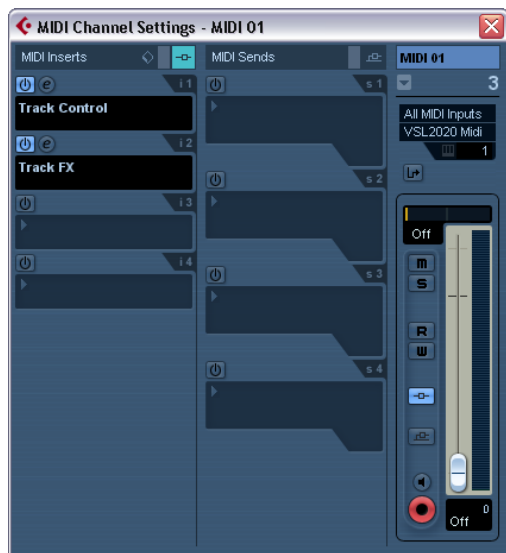 MIDI Channel Settings - MIDI 01
MIDI Inserts
e
i 1
Track Control
e
i 2
Track FX
i 3
i 4
MIDI Sends
s 1
s 2
s 3
s 4
MIDI 01
3
All MIDI Inputs
VSL2020 Midi
1
Off
m
S
R
W
0
Off